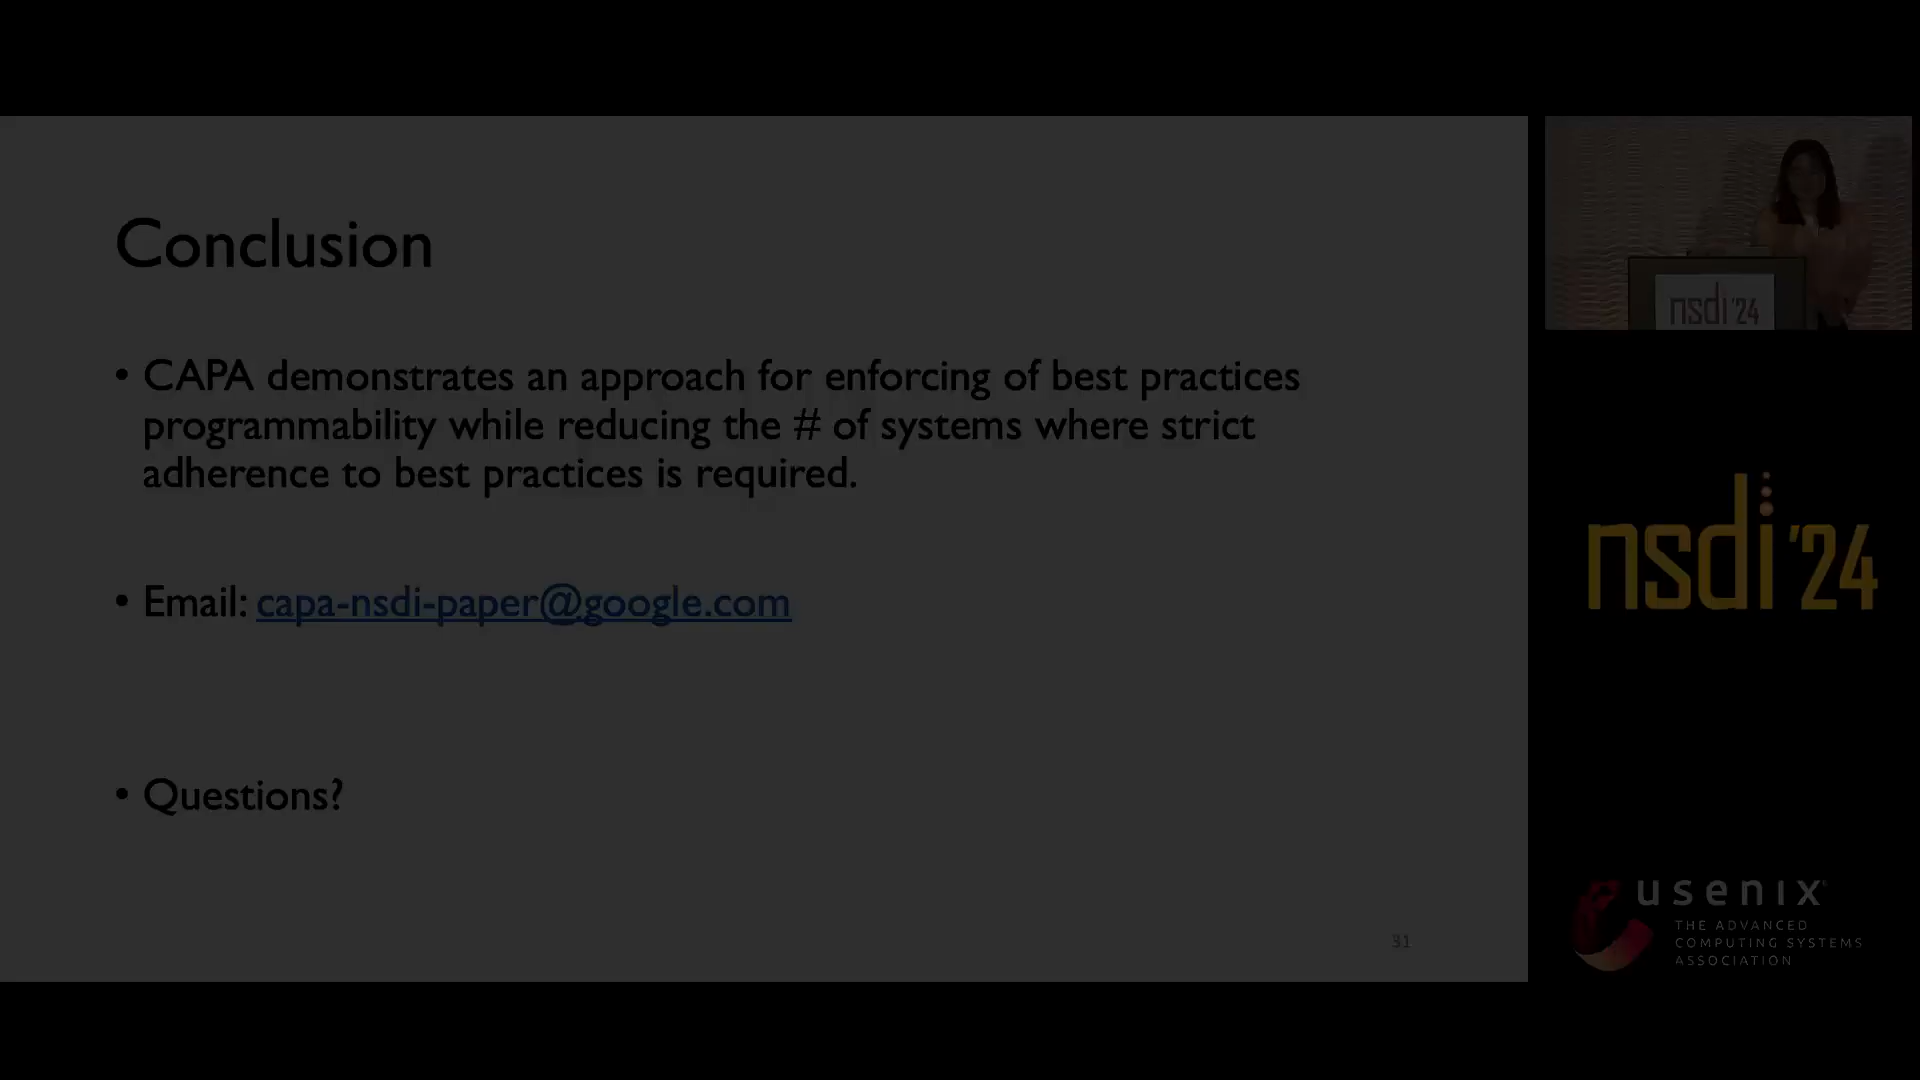 Conclusion
• CAPA demonstrates an approach for enforcing of best practices
programmability while reducing the # of systems where strict
adherence to best practices is required.
• Email: capa-nsdi-paper@google.com
• Questions?
31
nsdi '24
nsdi '24
usenix
THE ADVANCED
COMPUTING SYSTEMS
ASSOCIATION